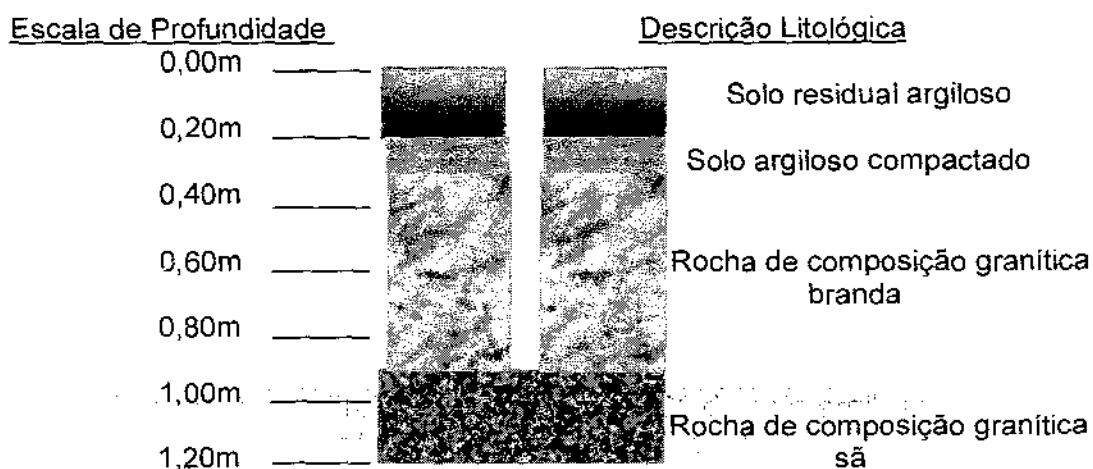 Escala de Profundidade
Descrição Litológica
0,00m
Solo residual argiloso
0,20m
Solo argiloso compactado
0,40m
0,60m
Rocha de composição granítica
branda
0,80m
1,00m
Rocha de composição granítica
sã
1,20m